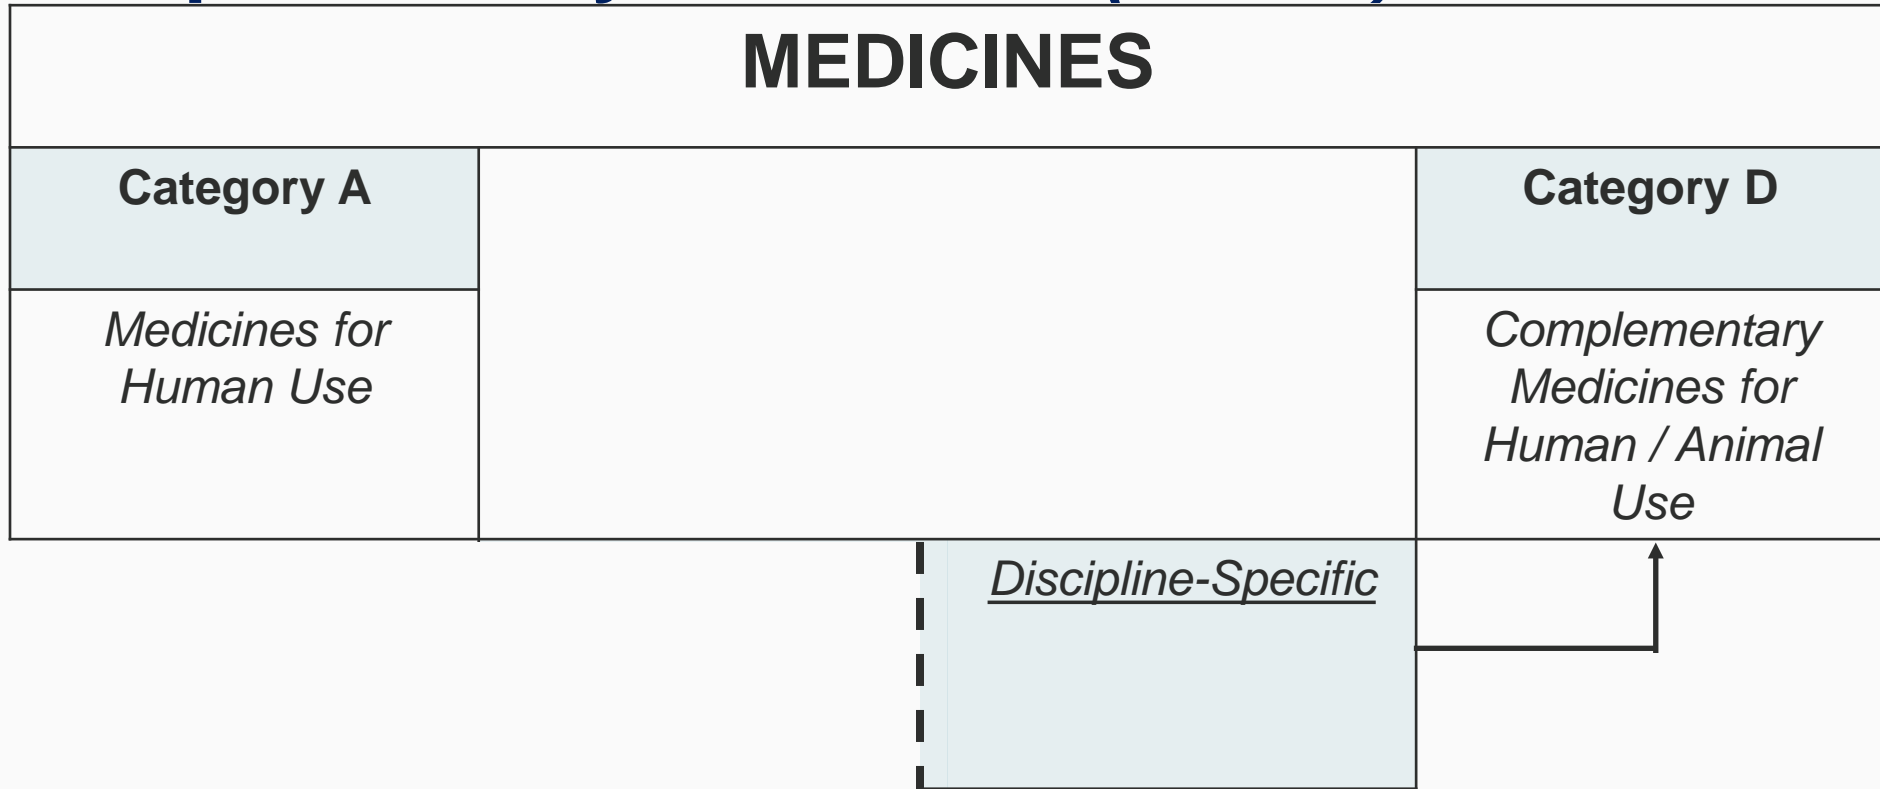 MEDICINES
Category A
Category D
Medicines for
Human Use
Complementary
Medicines for
Human / Animal
Use
Discipline-Specific